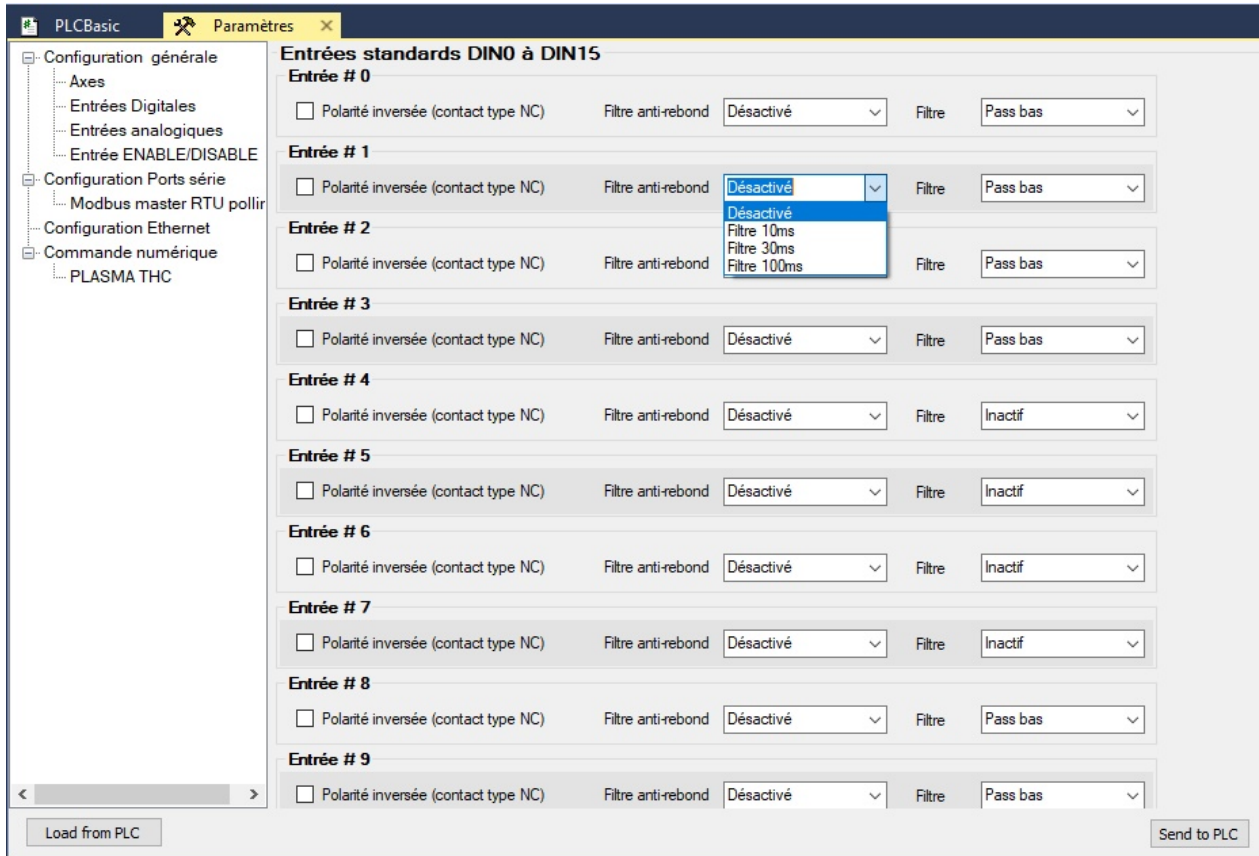 PLCBasic
Paramètres
Configuration générale
Axes
Entrées Digitales
Entrées analogiques
Entrée ENABLE/DISABLE
Configuration Ports série
Modbus master RTU pollir
Configuration Ethernet
Commande numérique
PLASMA THC
Entrées standards DIN0 à DIN15
Entrée # 0
Polarité inversée (contact type NC) Filtre anti-rebond Désactivé Filtre Pass bas
Entrée # 1
Polarité inversée (contact type NC) Filtre anti-rebond Désactivé Filtre Pass bas
Désactivé
Filtre 10ms
Filtre 30ms
Filtre 100ms
Entrée # 2
Polarité inversée (contact type NC) Filtre anti-rebond Filtre Pass bas
Entrée # 3
Polarité inversée (contact type NC) Filtre anti-rebond Désactivé Filtre Pass bas
Entrée # 4
Polarité inversée (contact type NC) Filtre anti-rebond Désactivé Filtre Inactif
Entrée # 5
Polarité inversée (contact type NC) Filtre anti-rebond Désactivé Filtre Inactif
Entrée # 6
Polarité inversée (contact type NC) Filtre anti-rebond Désactivé Filtre Inactif
Entrée # 7
Polarité inversée (contact type NC) Filtre anti-rebond Désactivé Filtre Inactif
Entrée # 8
Polarité inversée (contact type NC) Filtre anti-rebond Désactivé Filtre Pass bas
Entrée # 9
Polarité inversée (contact type NC) Filtre anti-rebond Désactivé Filtre Pass bas
Load from PLC
Send to PLC